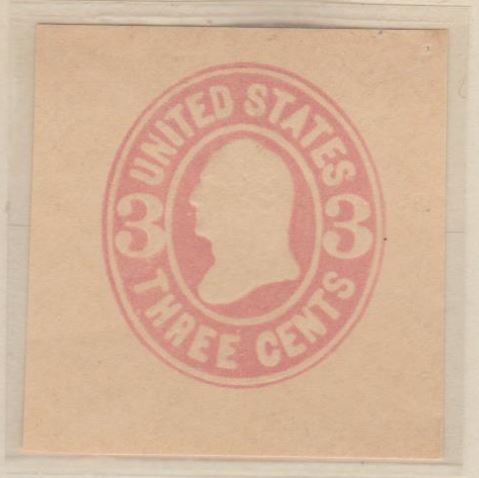 UNITED STATES
3 3
THREE CENTS